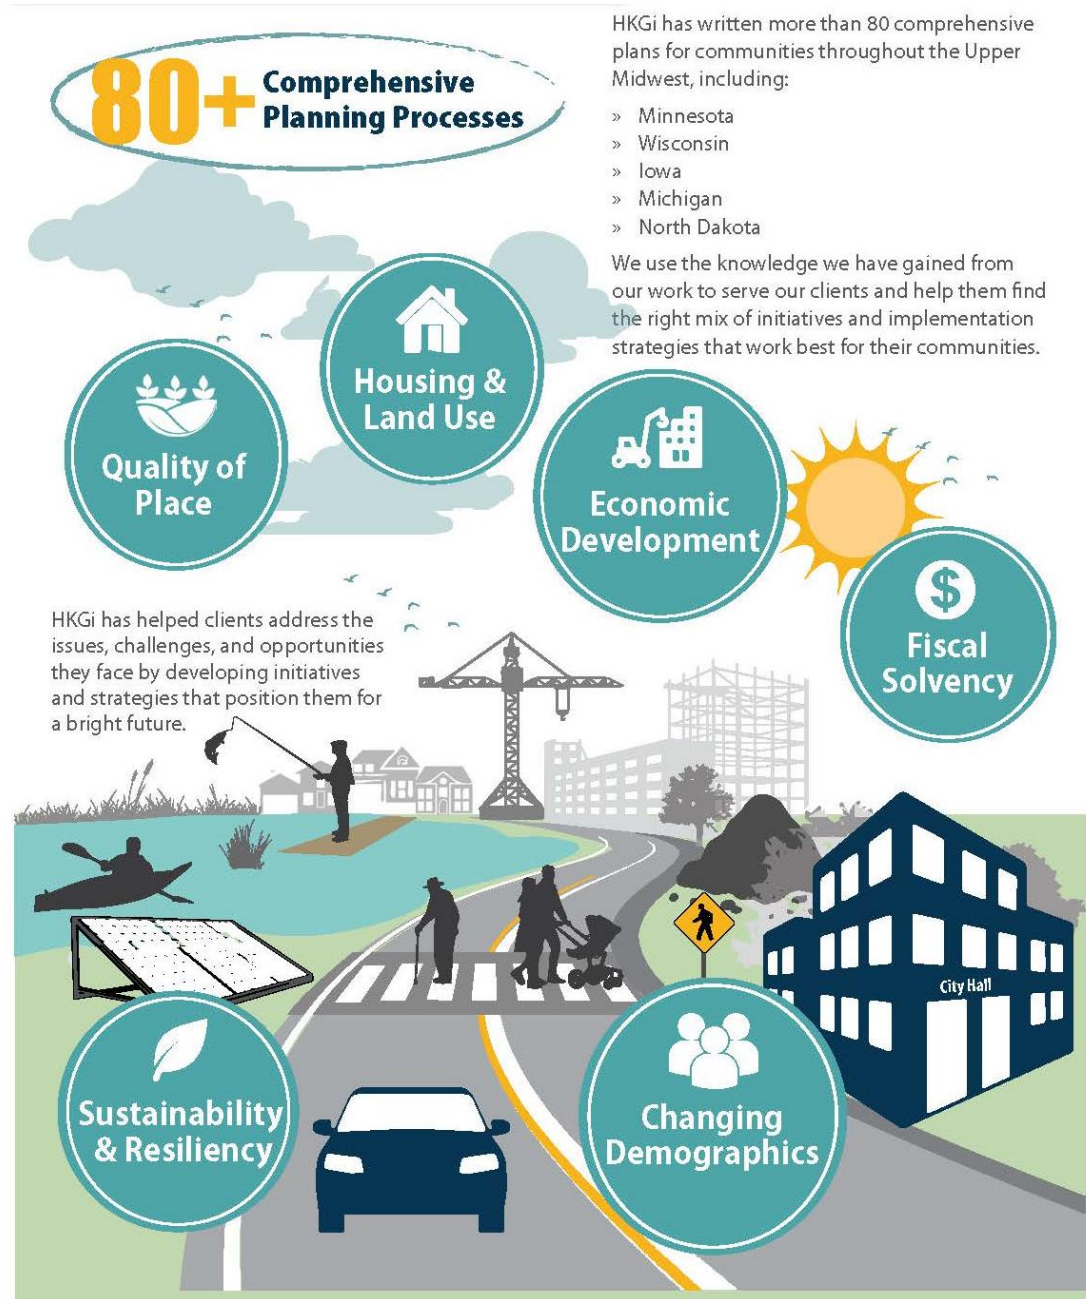 80+ Comprehensive
Planning Processes
HKGi has written more than 80 comprehensive
plans for communities throughout the Upper
Midwest, including:
» Minnesota
» Wisconsin
» Iowa
» Michigan
» North Dakota
We use the knowledge we have gained from
our work to serve our clients and help them find
the right mix of initiatives and implementation
strategies that work best for their communities.
Housing &
Land Use
Quality of
Place
Economic
Development
$
Fiscal
Solvency
HKGi has helped clients address the
issues, challenges, and opportunities
they face by developing initiatives
and strategies that position them for
a bright future.
City Hall
Sustainability
& Resiliency
Changing
Demographics